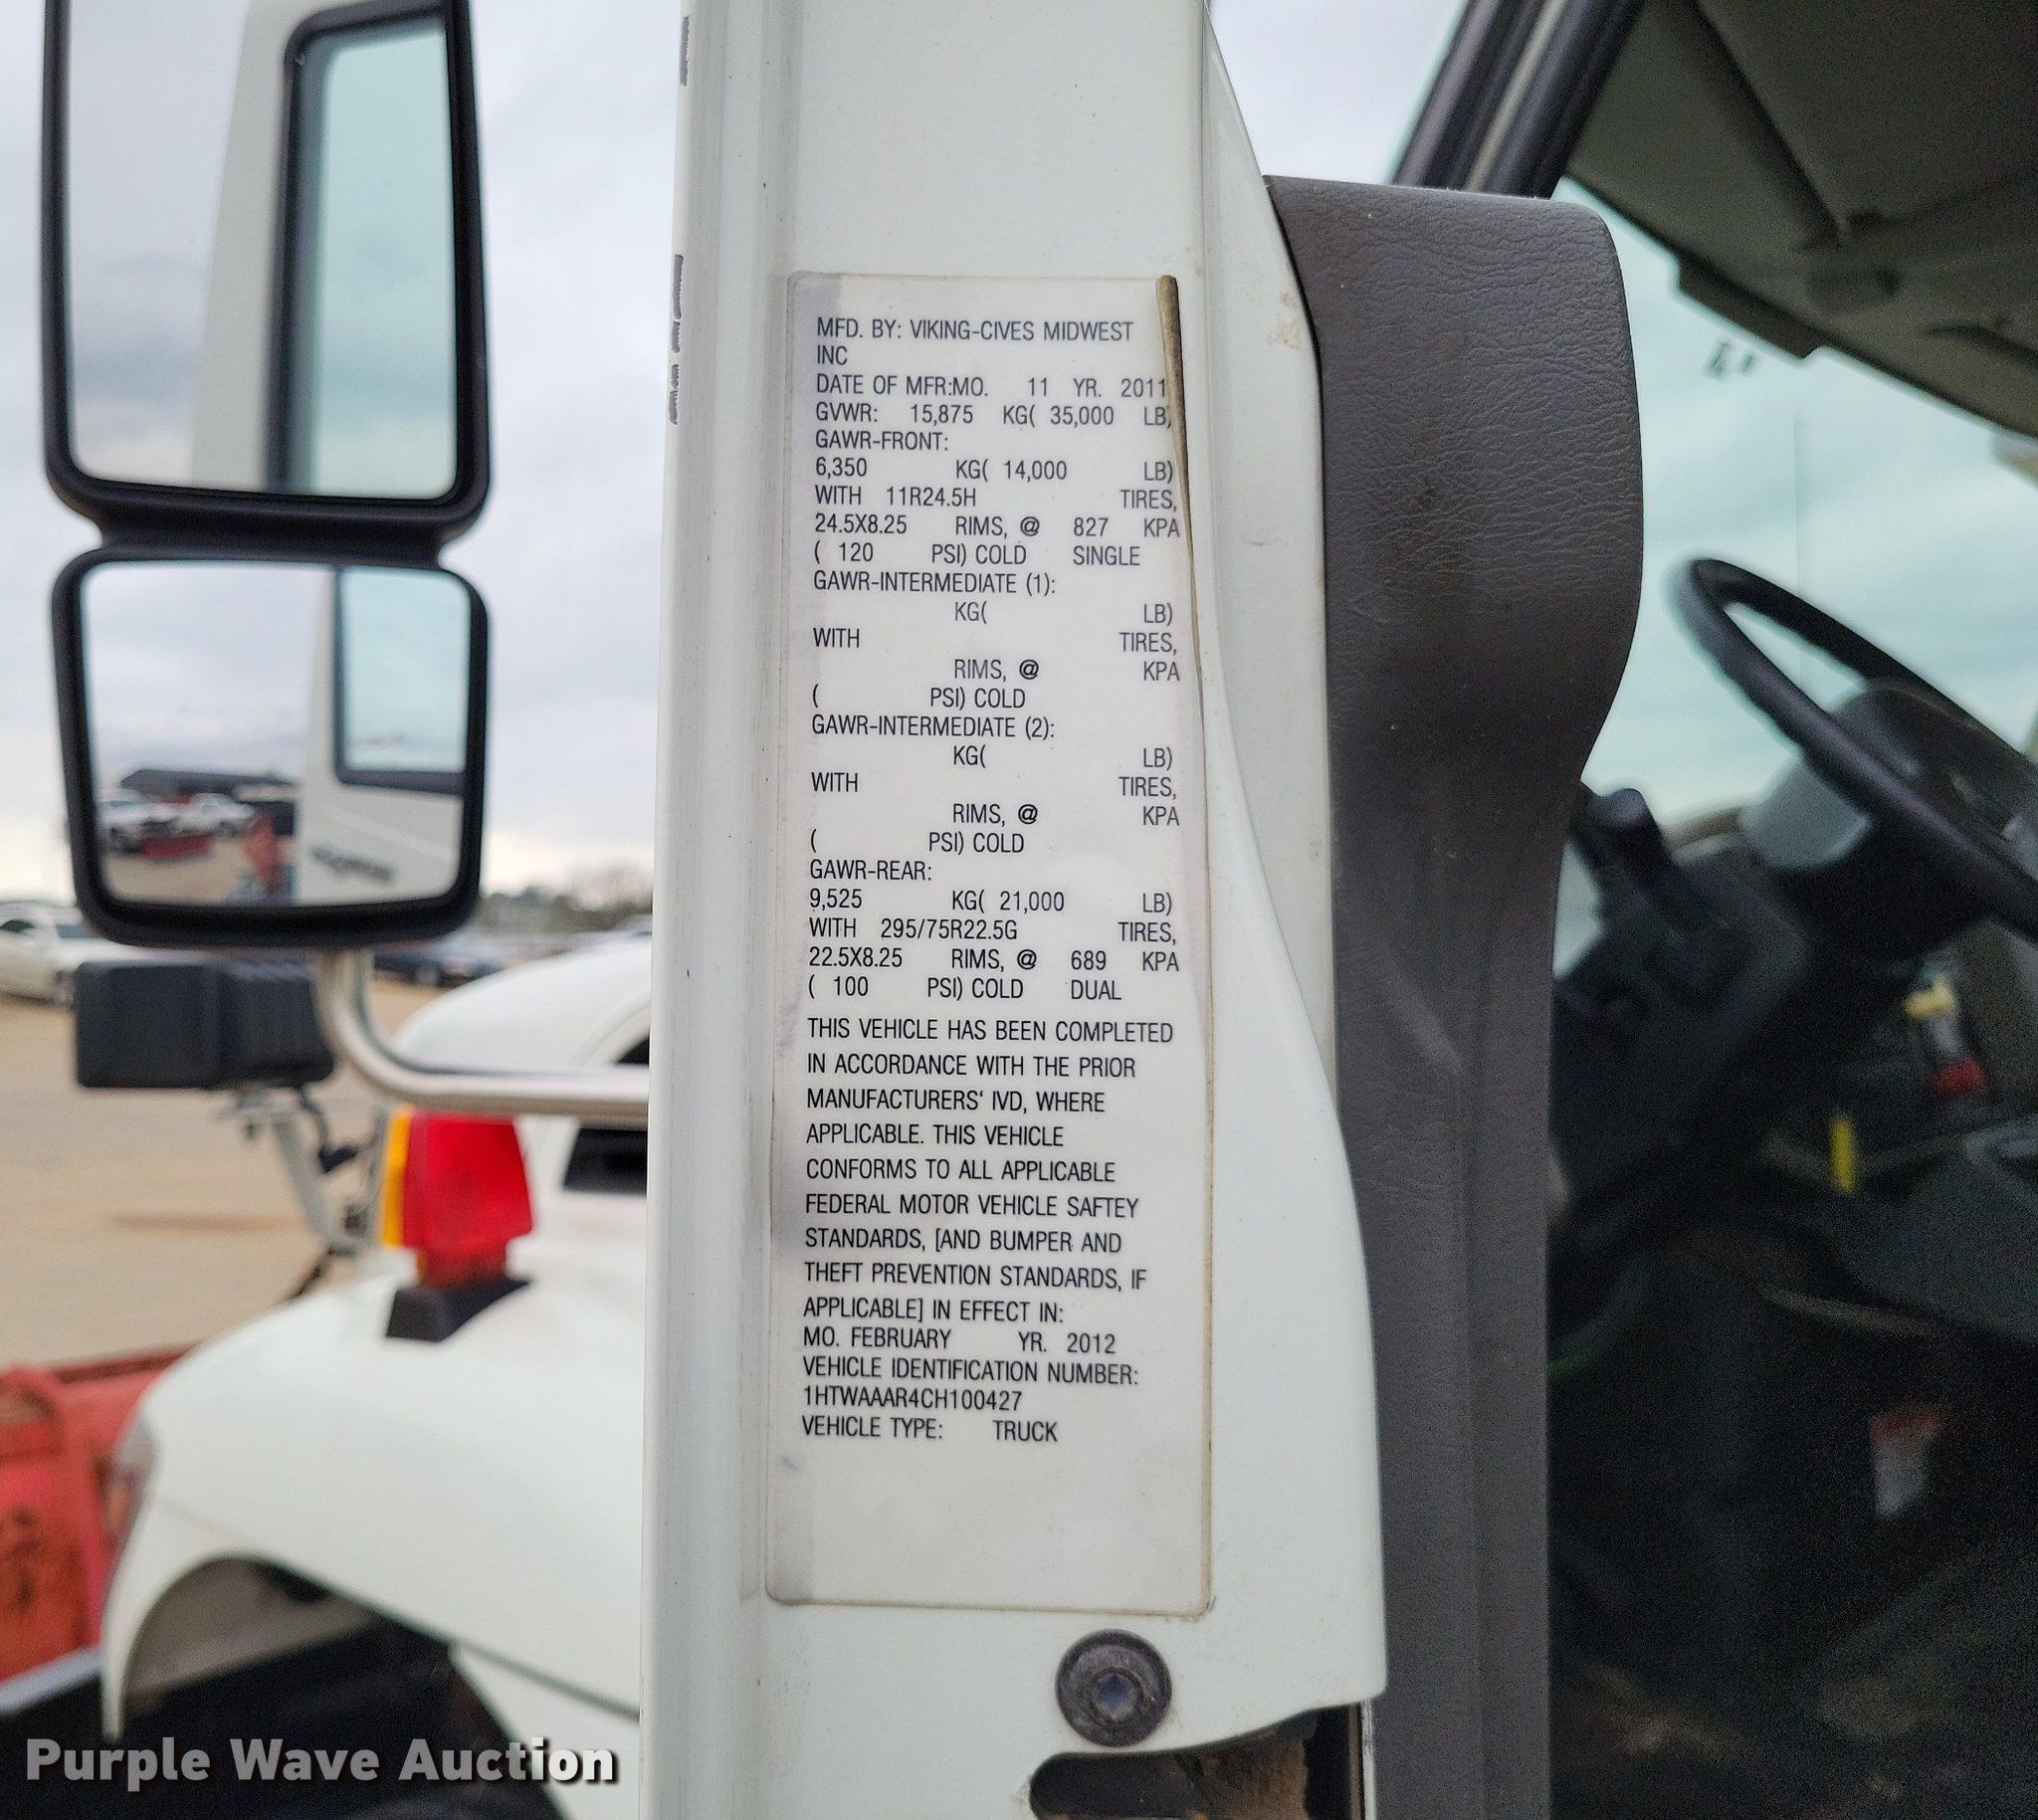 MFD. BY: VIKING-CIVES MIDWEST
INC
DATE OF MFR:MO. 11 YR. 2011
GVWR: 15,875 KG( 35,000 LB)
GAWR-FRONT:
6,350 KG( 14,000 LB)
WITH 11R24.5H TIRES,
24.5X8.25 RIMS, @ 827 KPA
( 120 PSI) COLD SINGLE
GAWR-INTERMEDIATE (1):
KG( LB)
WITH TIRES,
RIMS, @ KPA
( PSI) COLD
GAWR-INTERMEDIATE (2):
KG( LB)
WITH TIRES,
RIMS, @ KPA
( PSI) COLD
GAWR-REAR:
9,525 KG( 21,000 LB)
WITH 295/75R22.5G TIRES,
22.5X8.25 RIMS, @ 689 KPA
( 100 PSI) COLD DUAL
THIS VEHICLE HAS BEEN COMPLETED
IN ACCORDANCE WITH THE PRIOR
MANUFACTURERS' IVD, WHERE
APPLICABLE. THIS VEHICLE
CONFORMS TO ALL APPLICABLE
FEDERAL MOTOR VEHICLE SAFTEY
STANDARDS, [AND BUMPER AND
THEFT PREVENTION STANDARDS, IF
APPLICABLE] IN EFFECT IN:
MO. FEBRUARY YR. 2012
VEHICLE IDENTIFICATION NUMBER:
1HTWAAAR4CH100427
VEHICLE TYPE: TRUCK
Purple Wave Auction